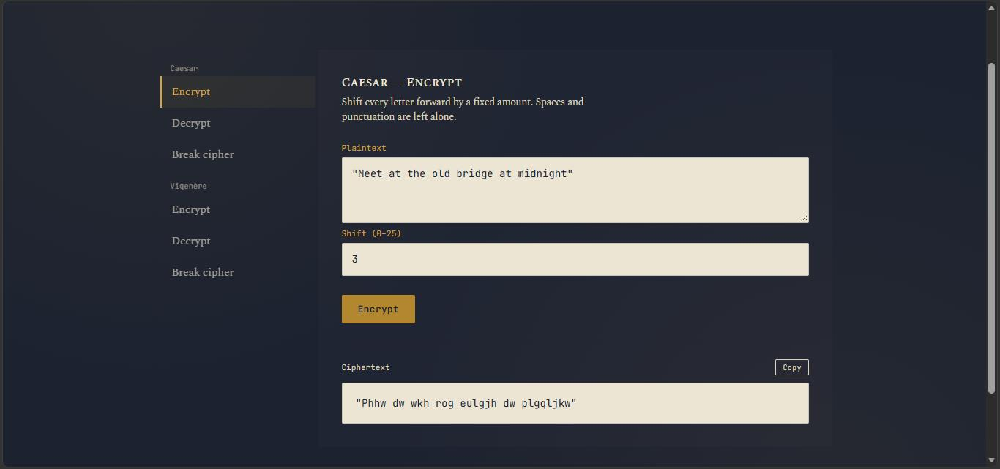 Caesar
Encrypt
Decrypt
Break cipher
Vigenère
Encrypt
Decrypt
Break cipher
Caesar — Encrypt
Shift every letter forward by a fixed amount. Spaces and
punctuation are left alone.
Plaintext
"Meet at the old bridge at midnight"
Shift (0–25)
3
Encrypt
Ciphertext
Copy
"Phhw dw wkh rog eulgjh dw plgqljkw"